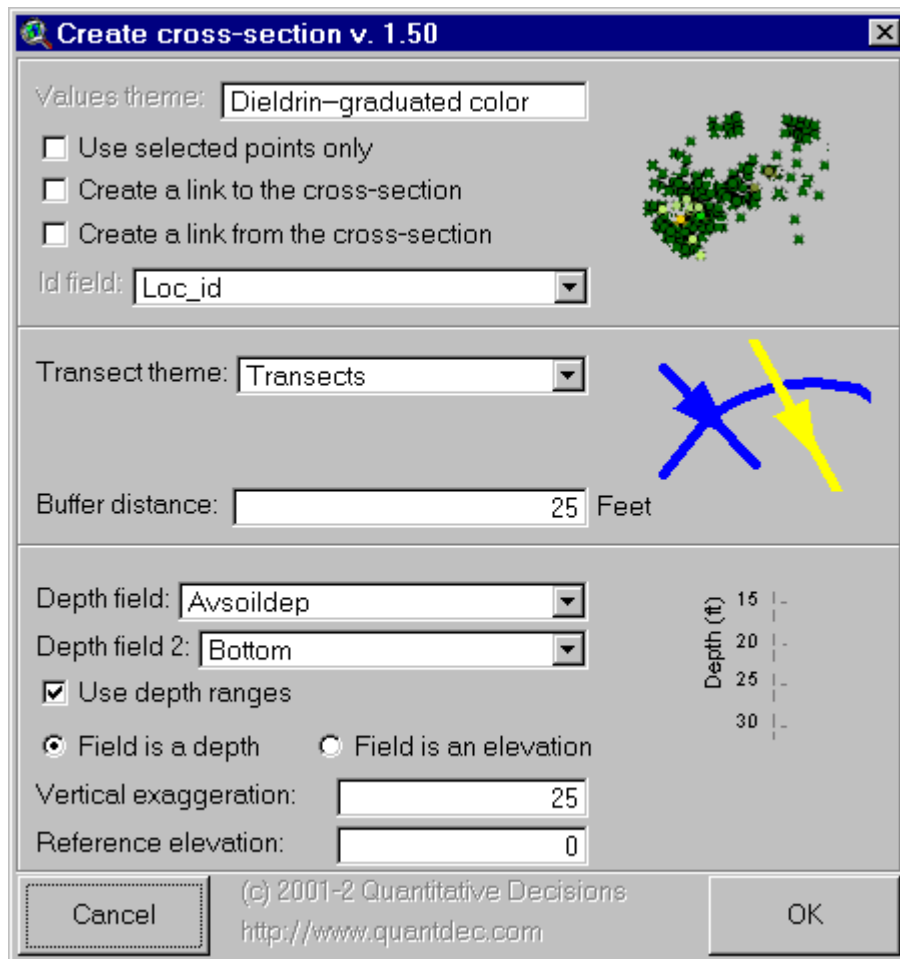 Create cross-section v. 1.50
Values theme: Dieldrin–graduated color
Use selected points only
Create a link to the cross-section
Create a link from the cross-section
Id field: Loc_id
Transect theme: Transects
Buffer distance: 25 Feet
Depth field: Avsoildep
Depth field 2: Bottom
Use depth ranges
Field is a depth Field is an elevation
Vertical exaggeration: 25
Reference elevation: 0
Depth (ft)
15
20
25
30
Cancel
(c) 2001-2 Quantitative Decisions
http://www.quantdec.com
OK